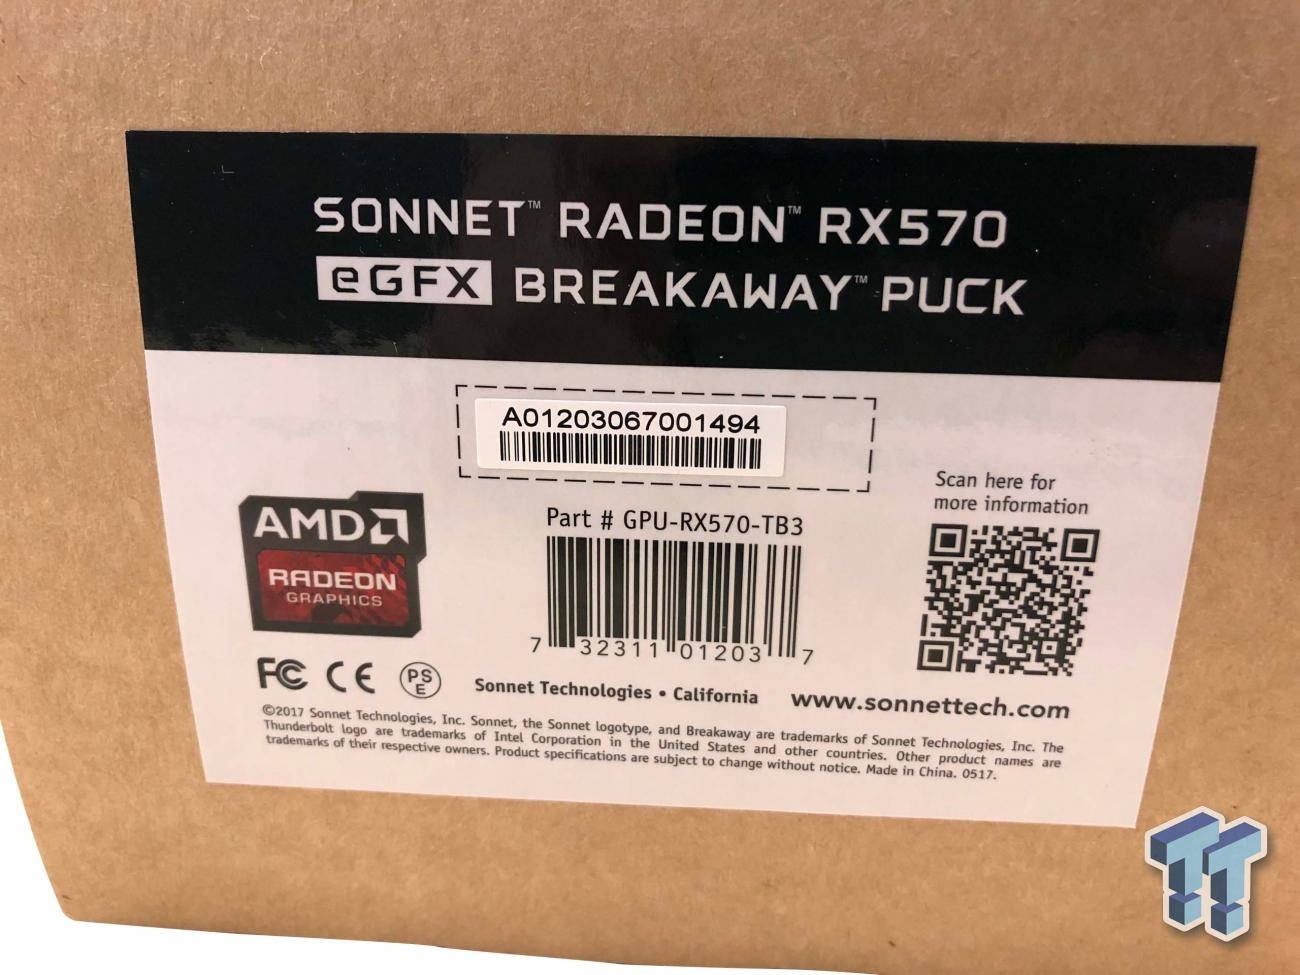 SONNET™ RADEON™ RX570
eGFX BREAKAWAY™ PUCK
A01203067001494
Scan here for
more information
Part # GPU-RX570-TB3
AMD
RADEON
GRAPHICS
7 32311 01203 7
FC CE PSE
Sonnet Technologies • California
www.sonnettech.com
©2017 Sonnet Technologies, Inc. Sonnet, the Sonnet logotype, and Breakaway are trademarks of Sonnet Technologies, Inc. The
Thunderbolt logo are trademarks of Intel Corporation in the United States and other countries. Other product names are
trademarks of their respective owners. Product specifications are subject to change without notice. Made in China. 0517.
TT